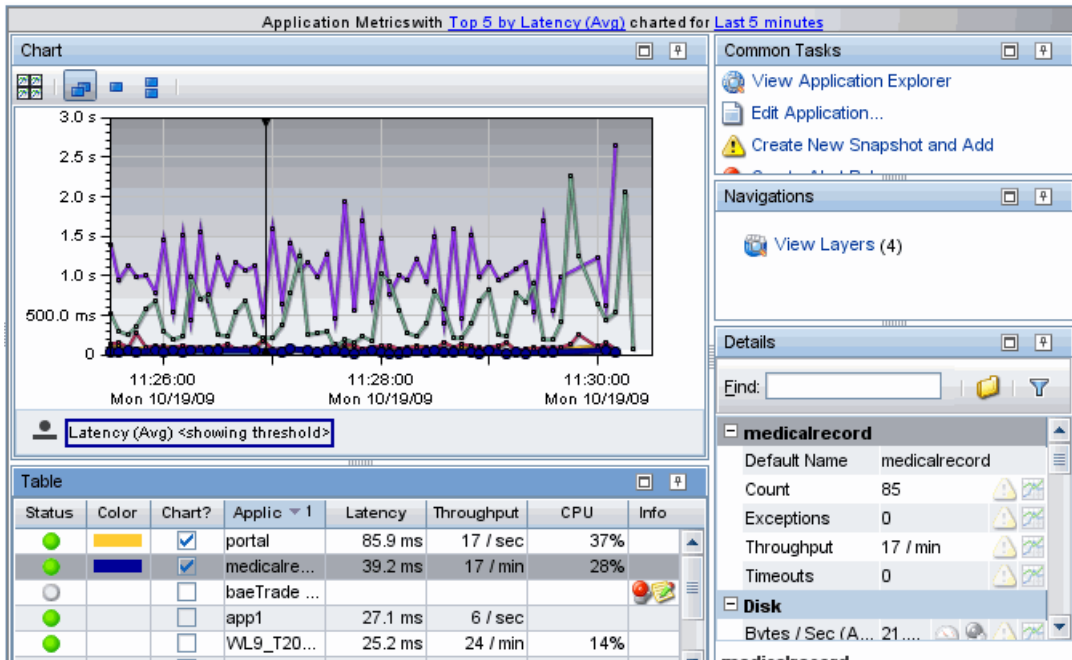 Application Metricswith Top 5 by Latency (Avg) charted for Last 5 minutes
Chart
3.0 s
2.5 s
2.0 s
1.5 s
1.0 s
500.0 ms
0
11:26:00 11:28:00 11:30:00
Mon 10/19/09 Mon 10/19/09 Mon 10/19/09
Latency (Avg) <showing threshold>
Table
Status Color Chart? Applic 1 Latency Throughput CPU Info
portal 85.9 ms 17 / sec 37%
medicalre... 39.2 ms 17 / min 28%
baeTrade ...
app1 27.1 ms 6 / sec
WL9_T20... 25.2 ms 24 / min 14%
Common Tasks
View Application Explorer
Edit Application...
Create New Snapshot and Add
Navigations
View Layers (4)
Details
Find:
medicalrecord
Default Name medicalrecord
Count 85
Exceptions 0
Throughput 17 / min
Timeouts 0
Disk
Bytes / Sec (A... 21....
medicalrecord